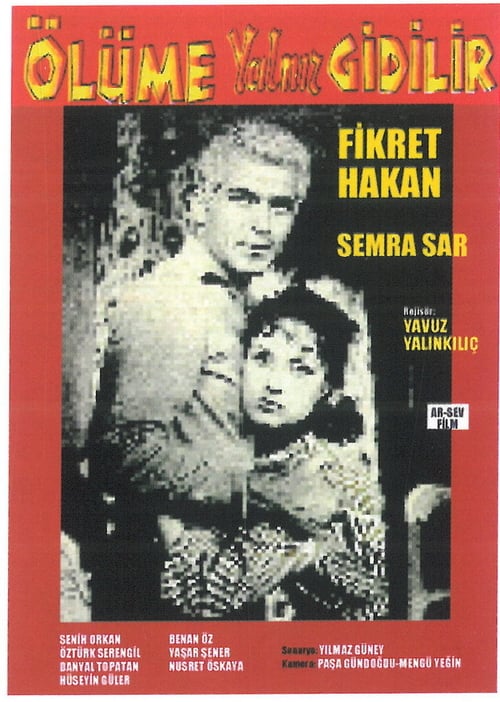 ÖLÜME Yalnız GİDİLİR
FİKRET
HAKAN
SEMRA SAR
Rejisör:
YAVUZ
YALINKILIÇ
AR-SEV
FİLM
SENİH ORKAN
ÖZTÜRK SERENGİL
DANYAL TOPATAN
HÜSEYİN GÜLER
BENAN ÖZ
YAŞAR ŞENER
NUSRET ÖSKAYA
Senaryo: YILMAZ GÜNEY
Kamera: PAŞA GÜNDOĞDU-MENGÜ YEĞİN